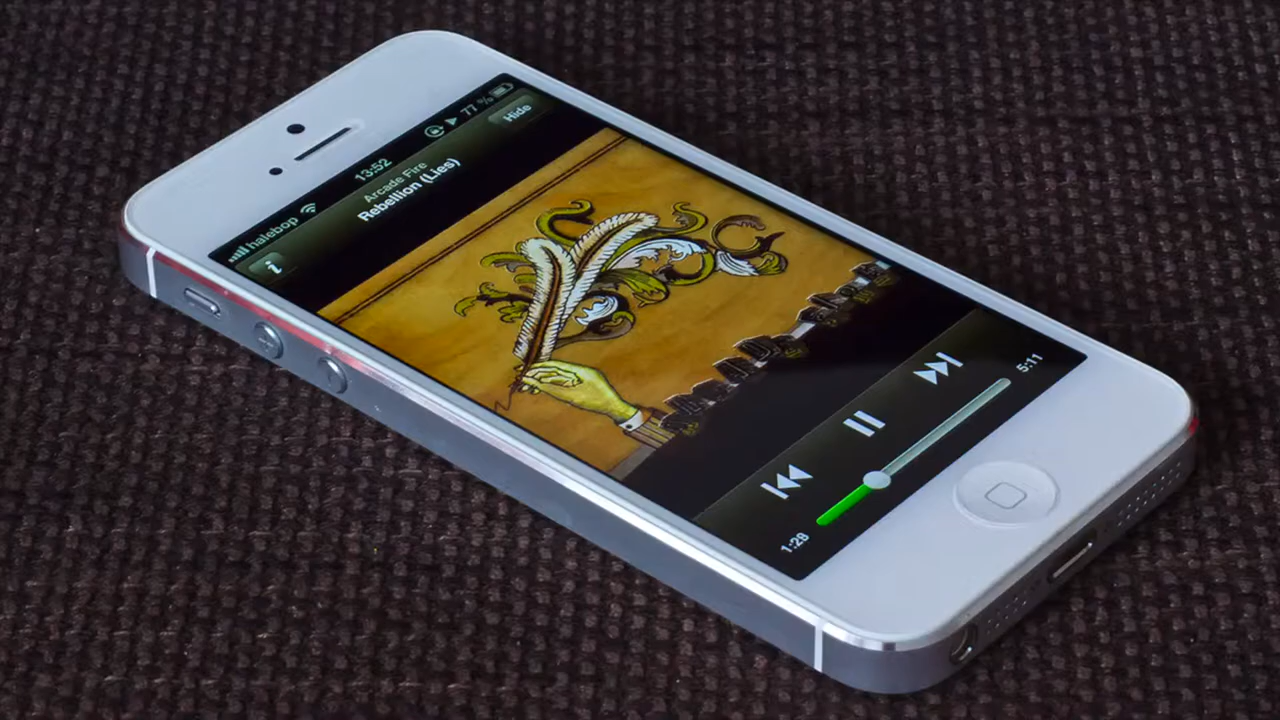 halebop 13:52 77 %
Arcade Fire
Rebellion (Lies)
Hide
i
1:28
5:11